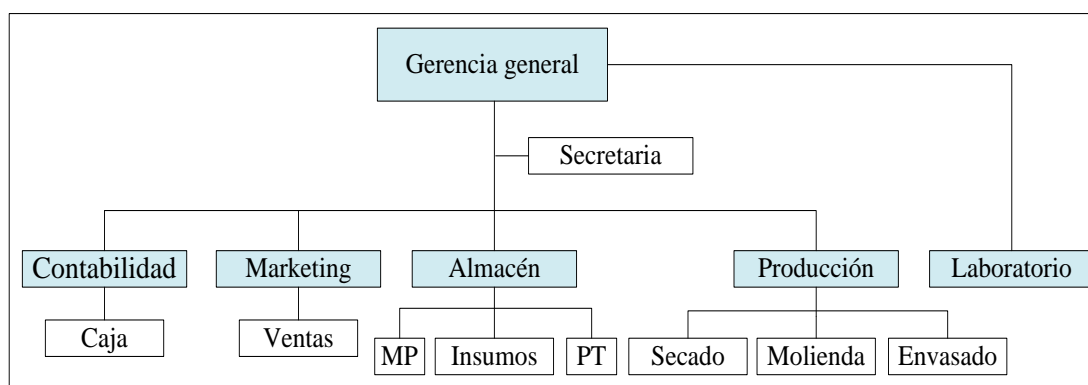 Gerencia general
Secretaria
Contabilidad
Marketing
Almacén
Producción
Laboratorio
Caja
Ventas
MP
Insumos
PT
Secado
Molienda
Envasado